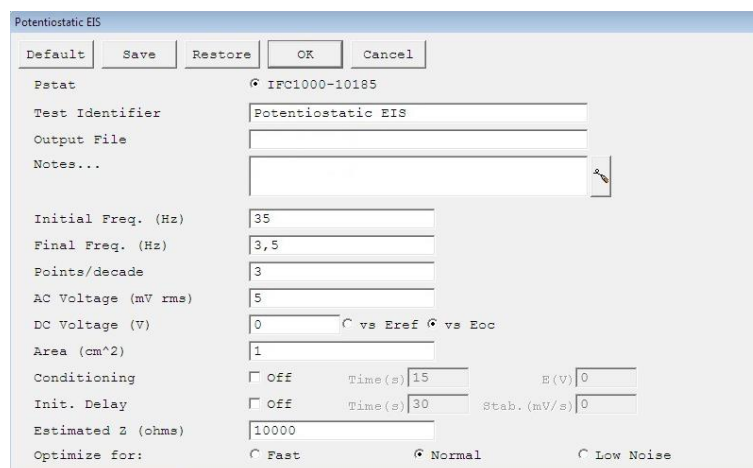 Potentiostatic EIS
Default Save Restore OK Cancel
Pstat IFC1000-10185
Test Identifier Potentiostatic EIS
Output File
Notes...
Initial Freq. (Hz) 35
Final Freq. (Hz) 3,5
Points/decade 3
AC Voltage (mV rms) 5
DC Voltage (V) 0 vs Eref vs Eoc
Area (cm^2) 1
Conditioning Off Time(s) 15 E(V) 0
Init. Delay Off Time(s) 30 Stab.(mV/s) 0
Estimated Z (ohms) 10000
Optimize for: Fast Normal Low Noise